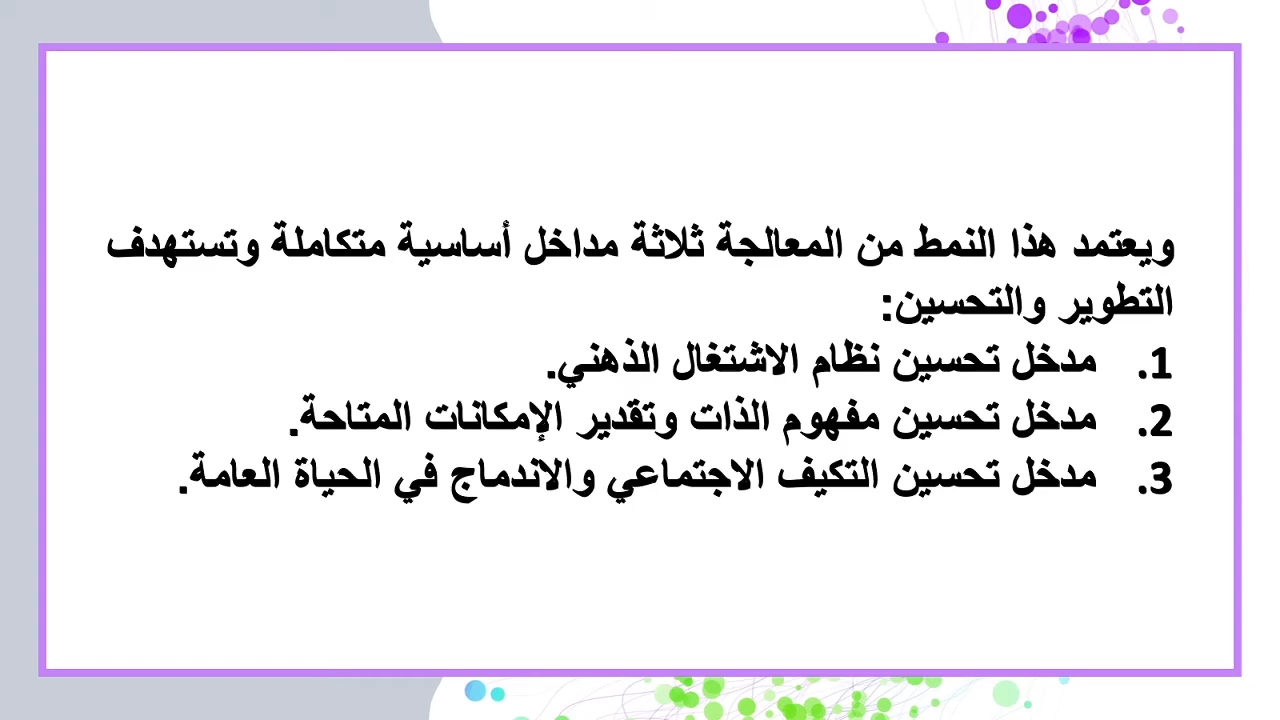 ويعتمد هذا النمط من المعالجة ثلاثة مداخل أساسية متكاملة وتستهدف
التطوير والتحسين:
1. مدخل تحسين نظام الاشتغال الذهني.
2. مدخل تحسين مفهوم الذات وتقدير الإمكانات المتاحة.
3. مدخل تحسين التكيف الاجتماعي والاندماج في الحياة العامة.